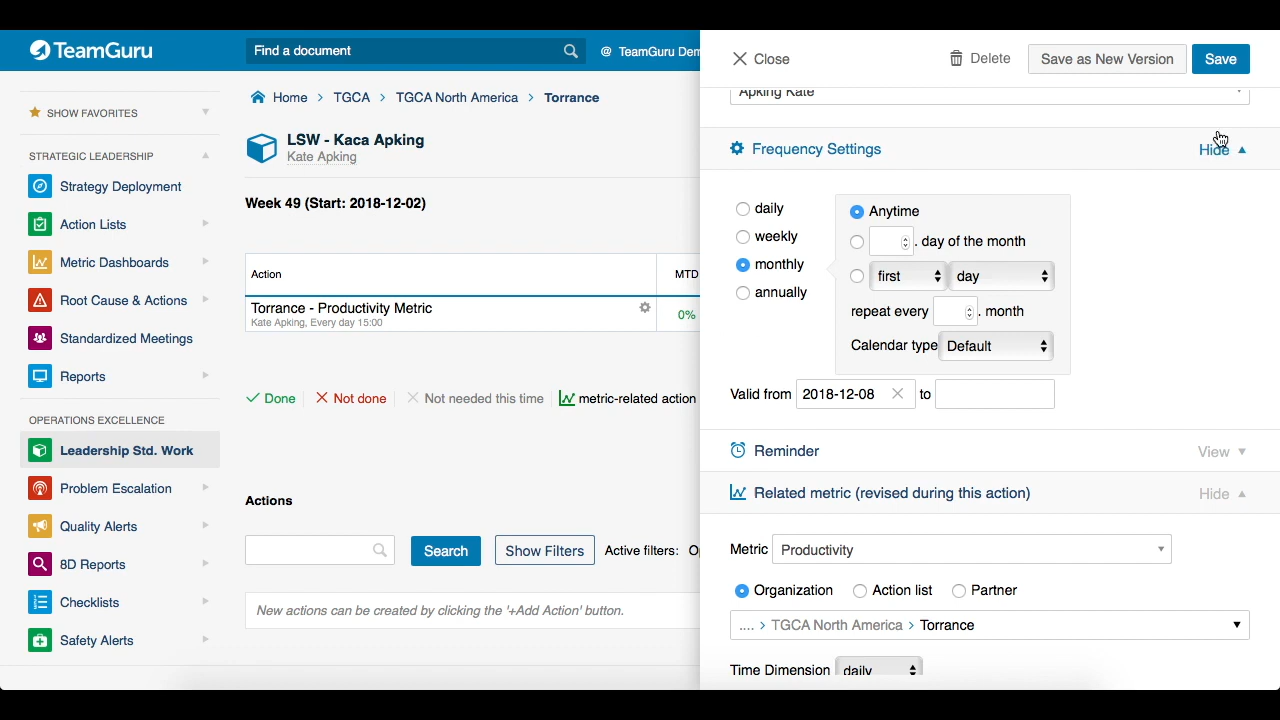 TeamGuru
Find a document
@ TeamGuru Dem
Close
Delete
Save as New Version
Save
SHOW FAVORITES
STRATEGIC LEADERSHIP
Strategy Deployment
Action Lists
Metric Dashboards
Root Cause & Actions
Standardized Meetings
Reports
OPERATIONS EXCELLENCE
Leadership Std. Work
Problem Escalation
Quality Alerts
8D Reports
Checklists
Safety Alerts
Home > TGCA > TGCA North America > Torrance
LSW - Kaca Apking
Kate Apking
Week 49 (Start: 2018-12-02)
Action MTD
Torrance - Productivity Metric 0%
Kate Apking, Every day 15:00
Done Not done Not needed this time metric-related action
Actions
Search Show Filters Active filters: O
New actions can be created by clicking the '+Add Action' button.
Apking Kate
Frequency Settings Hide
daily
weekly
monthly
annually
Anytime
. day of the month
first day
repeat every . month
Calendar type Default
Valid from 2018-12-08 to
Reminder View
Related metric (revised during this action) Hide
Metric Productivity
Organization Action list Partner
.... > TGCA North America > Torrance
Time Dimension daily